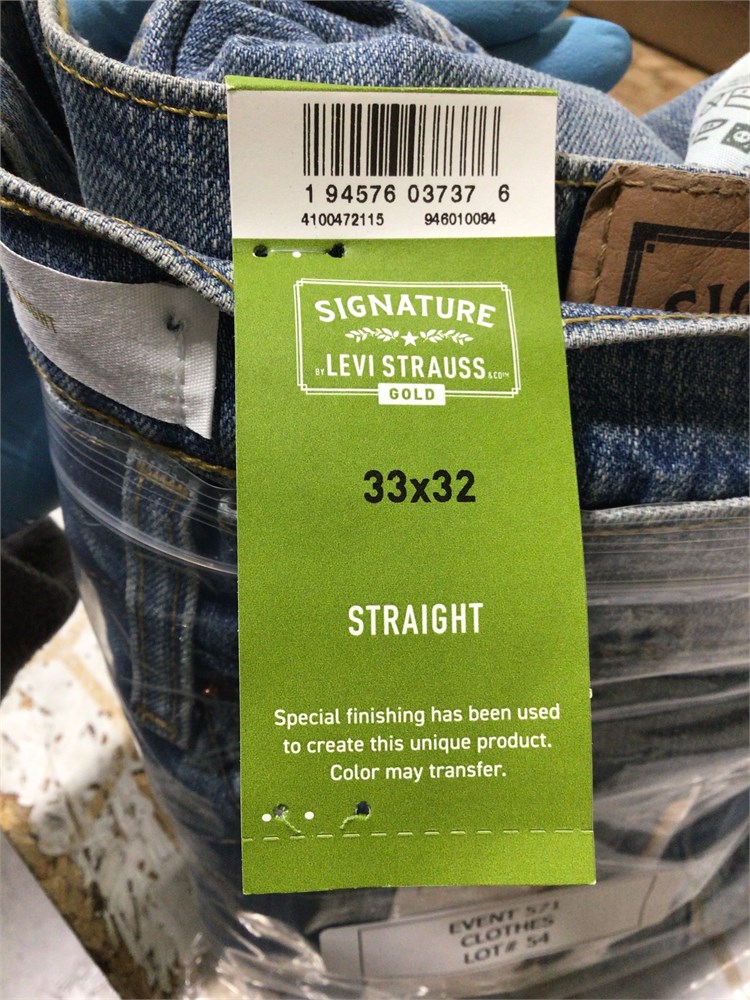 1 94576 03737 6
4100472115 946010084
SIGNATURE
BY LEVI STRAUSS & CO™
GOLD
33x32
STRAIGHT
Special finishing has been used
to create this unique product.
Color may transfer.
EVENT 571
CLOTHES
LOT# 54